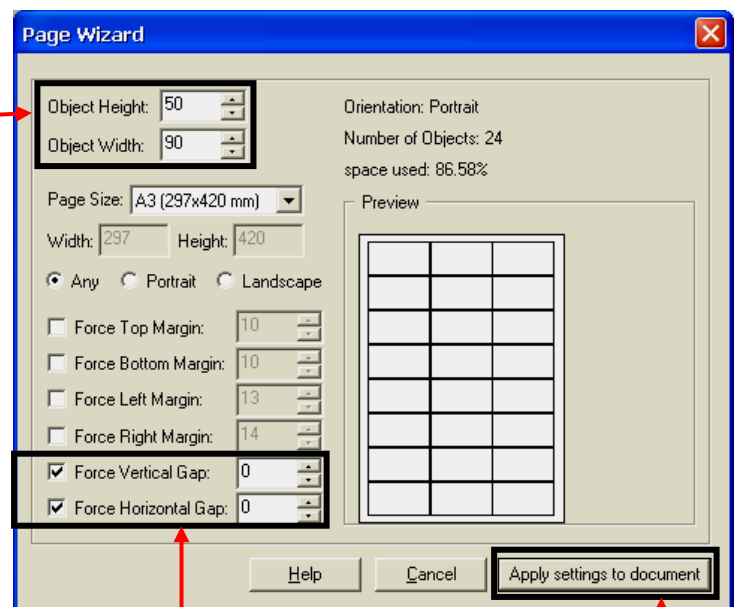 Page Wizard
Object Height: 50
Object Width: 90
Orientation: Portrait
Number of Objects: 24
space used: 86.58%
Page Size: A3 (297x420 mm)
Width: 297 Height: 420
Any Portrait Landscape
Force Top Margin: 10
Force Bottom Margin: 10
Force Left Margin: 13
Force Right Margin: 14
Force Vertical Gap: 0
Force Horizontal Gap: 0
Preview
Help Cancel Apply settings to document